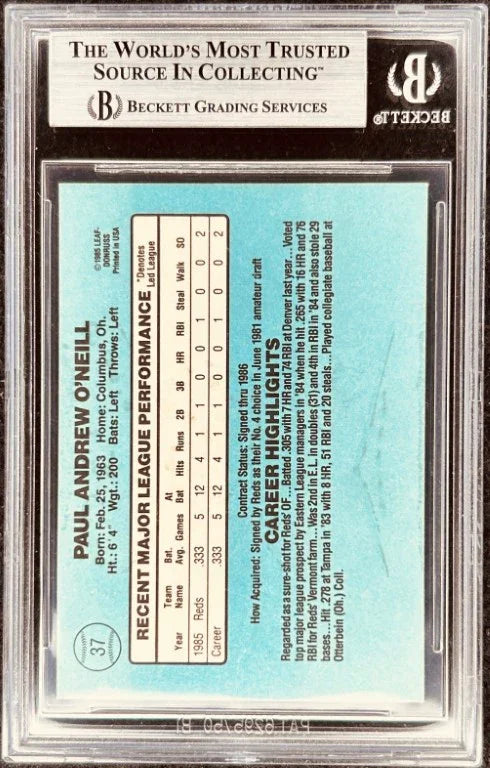 THE WORLD'S MOST TRUSTED
SOURCE IN COLLECTING™
B BECKETT GRADING SERVICES
B
BECKETT®
37
PAUL ANDREW O'NEILL
Born: Feb. 25, 1963 Home: Columbus, Oh.
Ht.: 6' 4" Wgt.: 200 Bats: Left Throws: Left
© 1985 LEAF-
DONRUSS
Printed in USA
RECENT MAJOR LEAGUE PERFORMANCE
*Denotes
Led League
Year Team Name Bat. Avg. Games At Bat Hits Runs 2B 3B HR RBI Steal Walk SO
1985 Reds .333 5 12 4 1 1 0 0 1 0 0 2
Career .333 5 12 4 1 1 0 0 1 0 0 2
Contract Status: Signed thru 1986
How Acquired: Signed by Reds as their No. 4 choice in June 1981 amateur draft
CAREER HIGHLIGHTS
Regarded as a sure-shot for Reds' OF...Batted .305 with 7 HR and 74 RBI at Denver last year...Voted
top major league prospect by Eastern League managers in '84 when he hit .265 with 16 HR and 76
RBI for Reds' Vermont farm...Was 2nd in E.L. in doubles (31) and 4th in RBI in '84 and also stole 29
bases...Hit .278 at Tampa in '83 with 8 HR, 51 RBI and 20 steals...Played collegiate baseball at
Otterbein (Oh.) Coll.